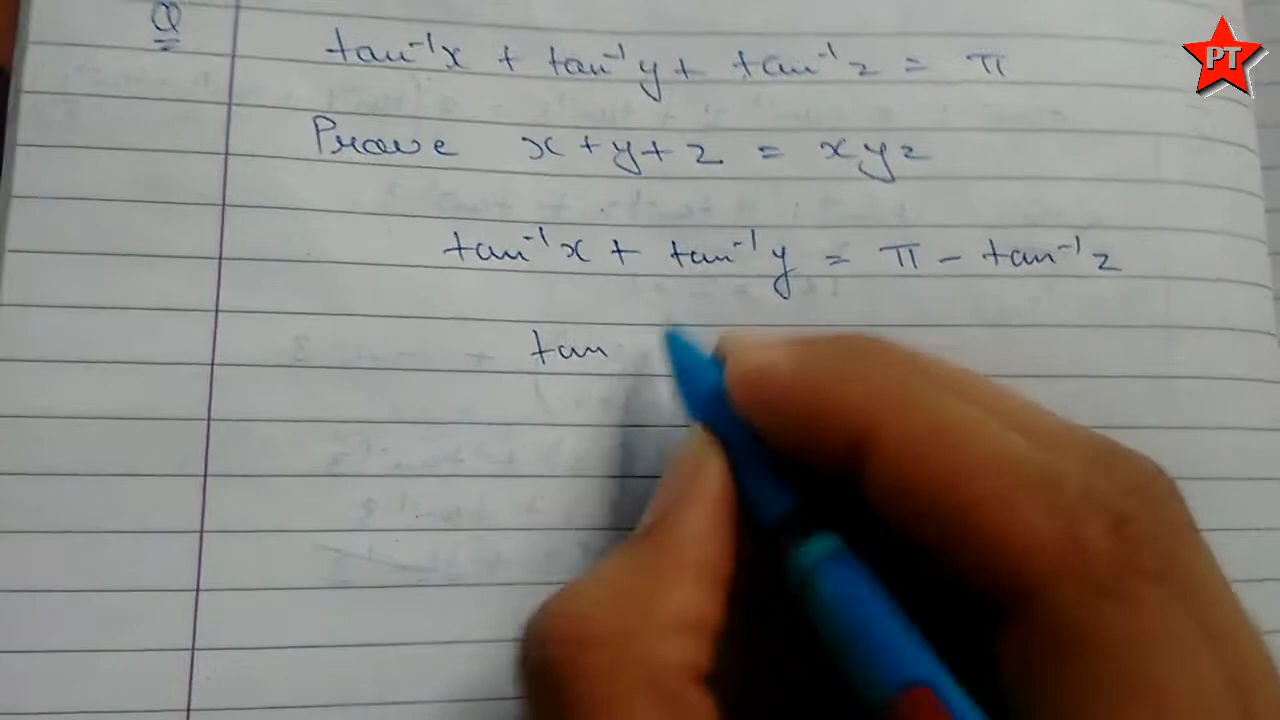 Q
tan⁻¹x + tan⁻¹y + tan⁻¹z = π
Prove x + y + z = xyz
tan⁻¹x + tan⁻¹y = π − tan⁻¹z
tan
PT